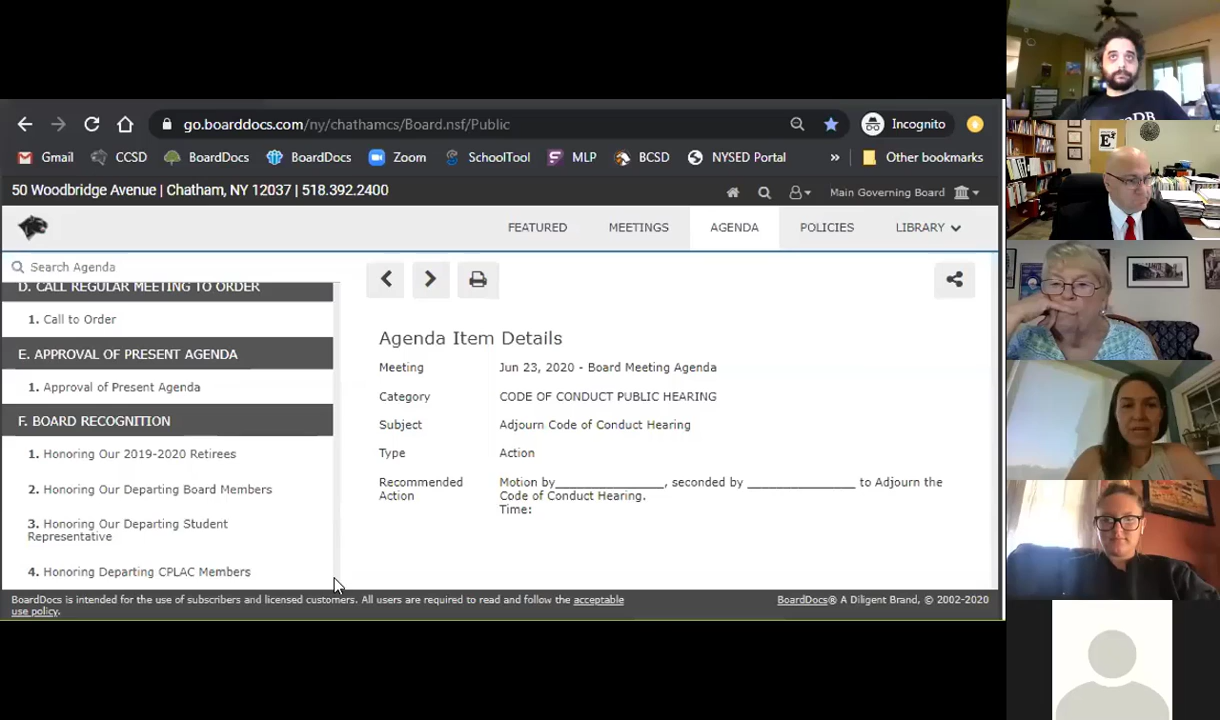 go.boarddocs.com/ny/chathamcs/Board.nsf/Public
Incognito
Gmail
CCSD
BoardDocs
BoardDocs
Zoom
SchoolTool
MLP
BCSD
NYSED Portal
»
Other bookmarks
50 Woodbridge Avenue | Chatham, NY 12037 | 518.392.2400
Main Governing Board
FEATURED
MEETINGS
AGENDA
POLICIES
LIBRARY
Search Agenda
D. CALL REGULAR MEETING TO ORDER
1. Call to Order
E. APPROVAL OF PRESENT AGENDA
1. Approval of Present Agenda
F. BOARD RECOGNITION
1. Honoring Our 2019-2020 Retirees
2. Honoring Our Departing Board Members
3. Honoring Our Departing Student
Representative
4. Honoring Departing CPLAC Members
Agenda Item Details
Meeting
Jun 23, 2020 - Board Meeting Agenda
Category
CODE OF CONDUCT PUBLIC HEARING
Subject
Adjourn Code of Conduct Hearing
Type
Action
Recommended
Action
Motion by________________, seconded by ________________ to Adjourn the
Code of Conduct Hearing.
Time:
BoardDocs is intended for the use of subscribers and licensed customers. All users are required to read and follow the acceptable
use policy.
BoardDocs® A Diligent Brand, © 2002-2020